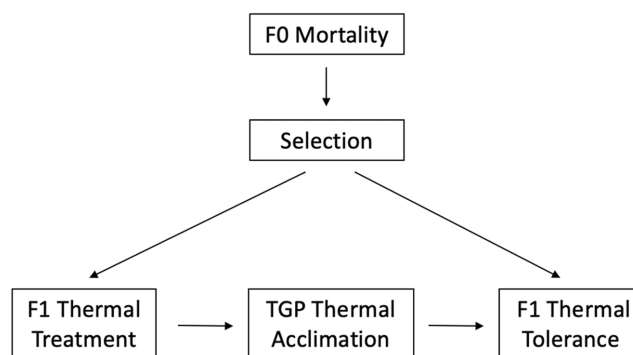 F0 Mortality
Selection
F1 Thermal
Treatment
TGP Thermal
Acclimation
F1 Thermal
Tolerance